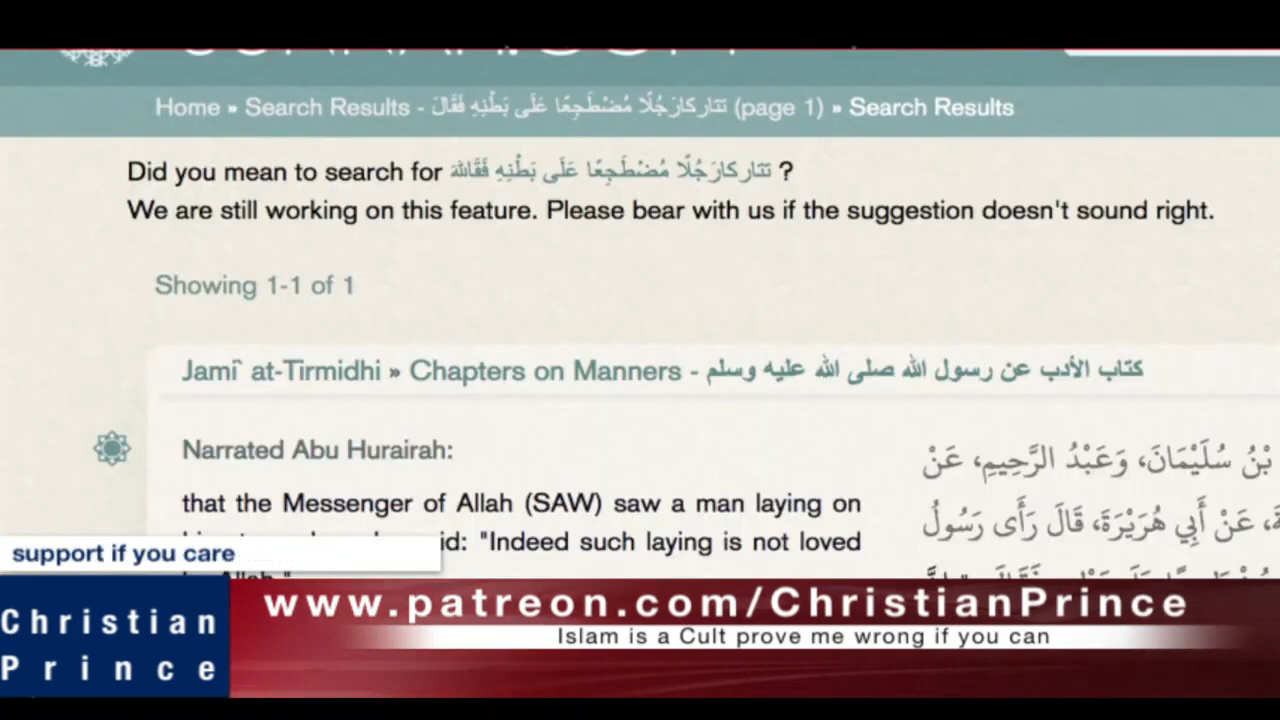 Home » Search Results - تتاركارَجُلًا مُضْطَجِعًا عَلَى بَطْنِهِ فَقَالَ (page 1) » Search Results
Did you mean to search for تتاركارَجُلًا مُضْطَجِعًا عَلَى بَطْنِهِ فَقَاللهَ ?
We are still working on this feature. Please bear with us if the suggestion doesn't sound right.
Showing 1-1 of 1
Jami` at-Tirmidhi » Chapters on Manners - كتاب الأدب عن رسول الله صلى الله عليه وسلم
Narrated Abu Hurairah:
بْنُ سُلَيْمَانَ، وَعَبْدُ الرَّحِيمِ، عَنْ
that the Messenger of Allah (SAW) saw a man laying on
عَنْ أَبِي هُرَيْرَةَ، قَالَ رَأَى رَسُولُ
"Indeed such laying is not loved
Allah."
support if you care
Christian
Prince
www.patreon.com/ChristianPrince
Islam is a Cult prove me wrong if you can